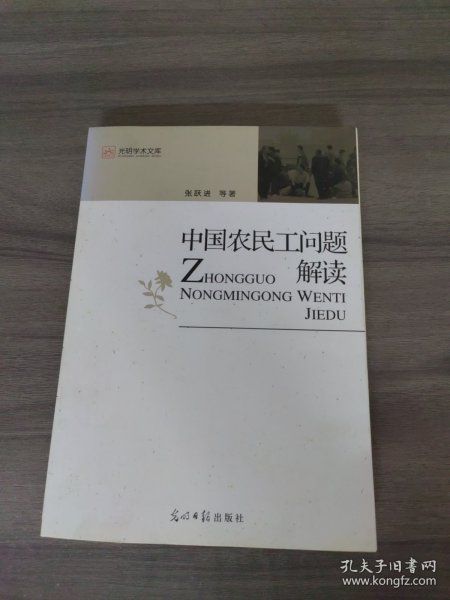 光明学术文库
张跃进 等著
中国农民工问题
解读
ZHONGGUO
NONGMINGONG WENTI
JIEDU
光明日报出版社
孔夫子旧书网
www.kongfz.com